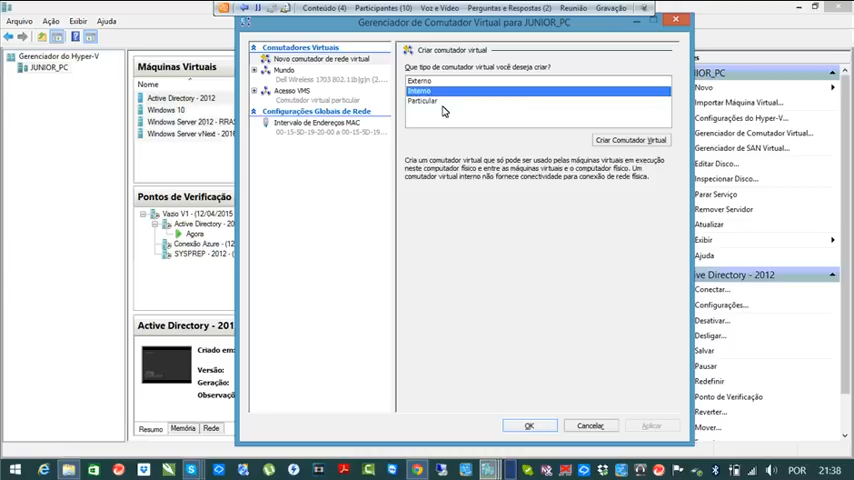 Conteúdo (4) Participantes (10) Voz e Vídeo Perguntas e Respostas (2) Reunião Gravação
Gerenciador de Comutador Virtual para JUNIOR_PC
Arquivo Ação Exibir Ajuda
Gerenciador do Hyper-V
JUNIOR_PC
Máquinas Virtuais
Nome
Active Directory - 2012
Windows 10
Windows Server 2012 - RRAS
Windows Server vNext - 2016
Pontos de Verificação
Vazio V1 - (12/04/2015
Active Directory -
Agora
Conexão Azure -
SYSPREP - 2012 -
Active Directory - 201
Criado em:
Versão:
Geração:
Resumo Memória Rede
Comutadores Virtuais
Novo comutador de rede virtual
Mundo
Dell Wireless 1703 802.11b|g|n (2...
Acesso VMS
Comutador virtual particular
Configurações Globais de Rede
Intervalo de Endereços MAC
00-15-5D-19-20-00 a 00-15-5D-19...
Criar comutador virtual
Que tipo de comutador virtual você deseja criar?
Externo
Interno
Particular
Criar Comutador Virtual
Cria um comutador virtual que só pode ser usado pelas máquinas virtuais em execução
neste computador físico e entre as máquinas virtuais e o computador físico. Um
comutador virtual interno não fornece conectividade para conexão de rede física.
OK Cancelar Aplicar
IOR_PC
Novo
Importar Máquina Virtual...
Configurações do Hyper-V...
Gerenciador de Comutador Virtual...
Gerenciador de SAN Virtual...
Editar Disco...
Inspecionar Disco...
Parar Serviço
Remover Servidor
Atualizar
Exibir
Ajuda
ive Directory - 2012
Conectar...
Configurações...
Desativar...
Desligar...
Salvar
Pausar
Redefinir
Ponto de Verificação
Reverter...
Mover...
POR 21:38